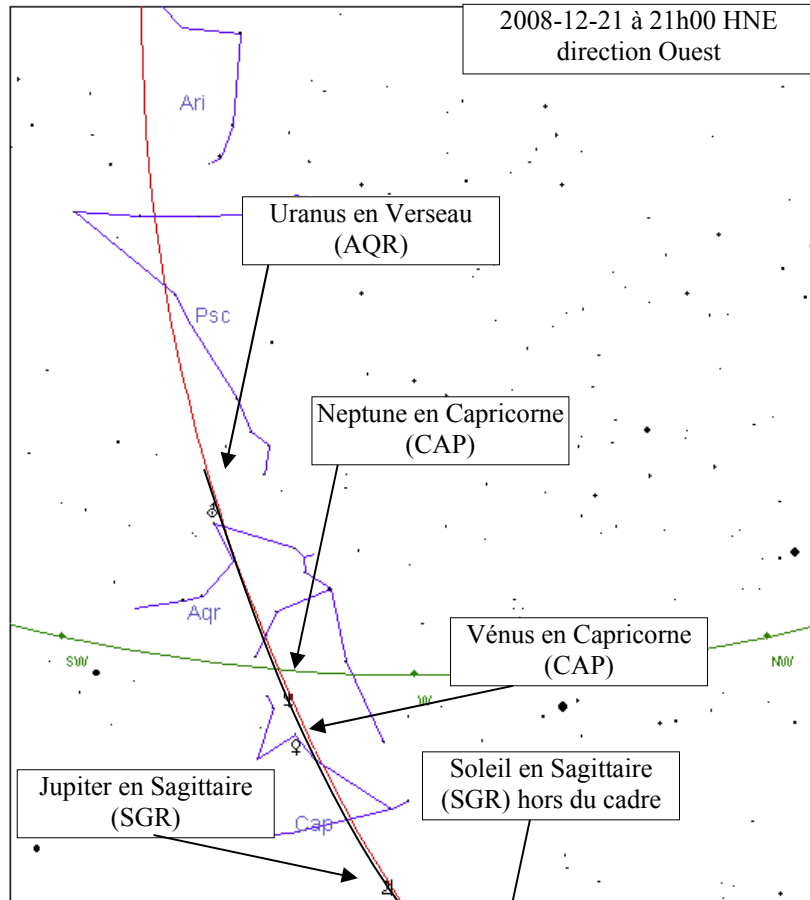 2008-12-21 à 21h00 HNE
direction Ouest
Ari
Uranus en Verseau
(AQR)
Psc
Neptune en Capricorne
(CAP)
Aqr
Vénus en Capricorne
(CAP)
SW
W
NW
Jupiter en Sagittaire
(SGR)
Soleil en Sagittaire
(SGR) hors du cadre
Cap